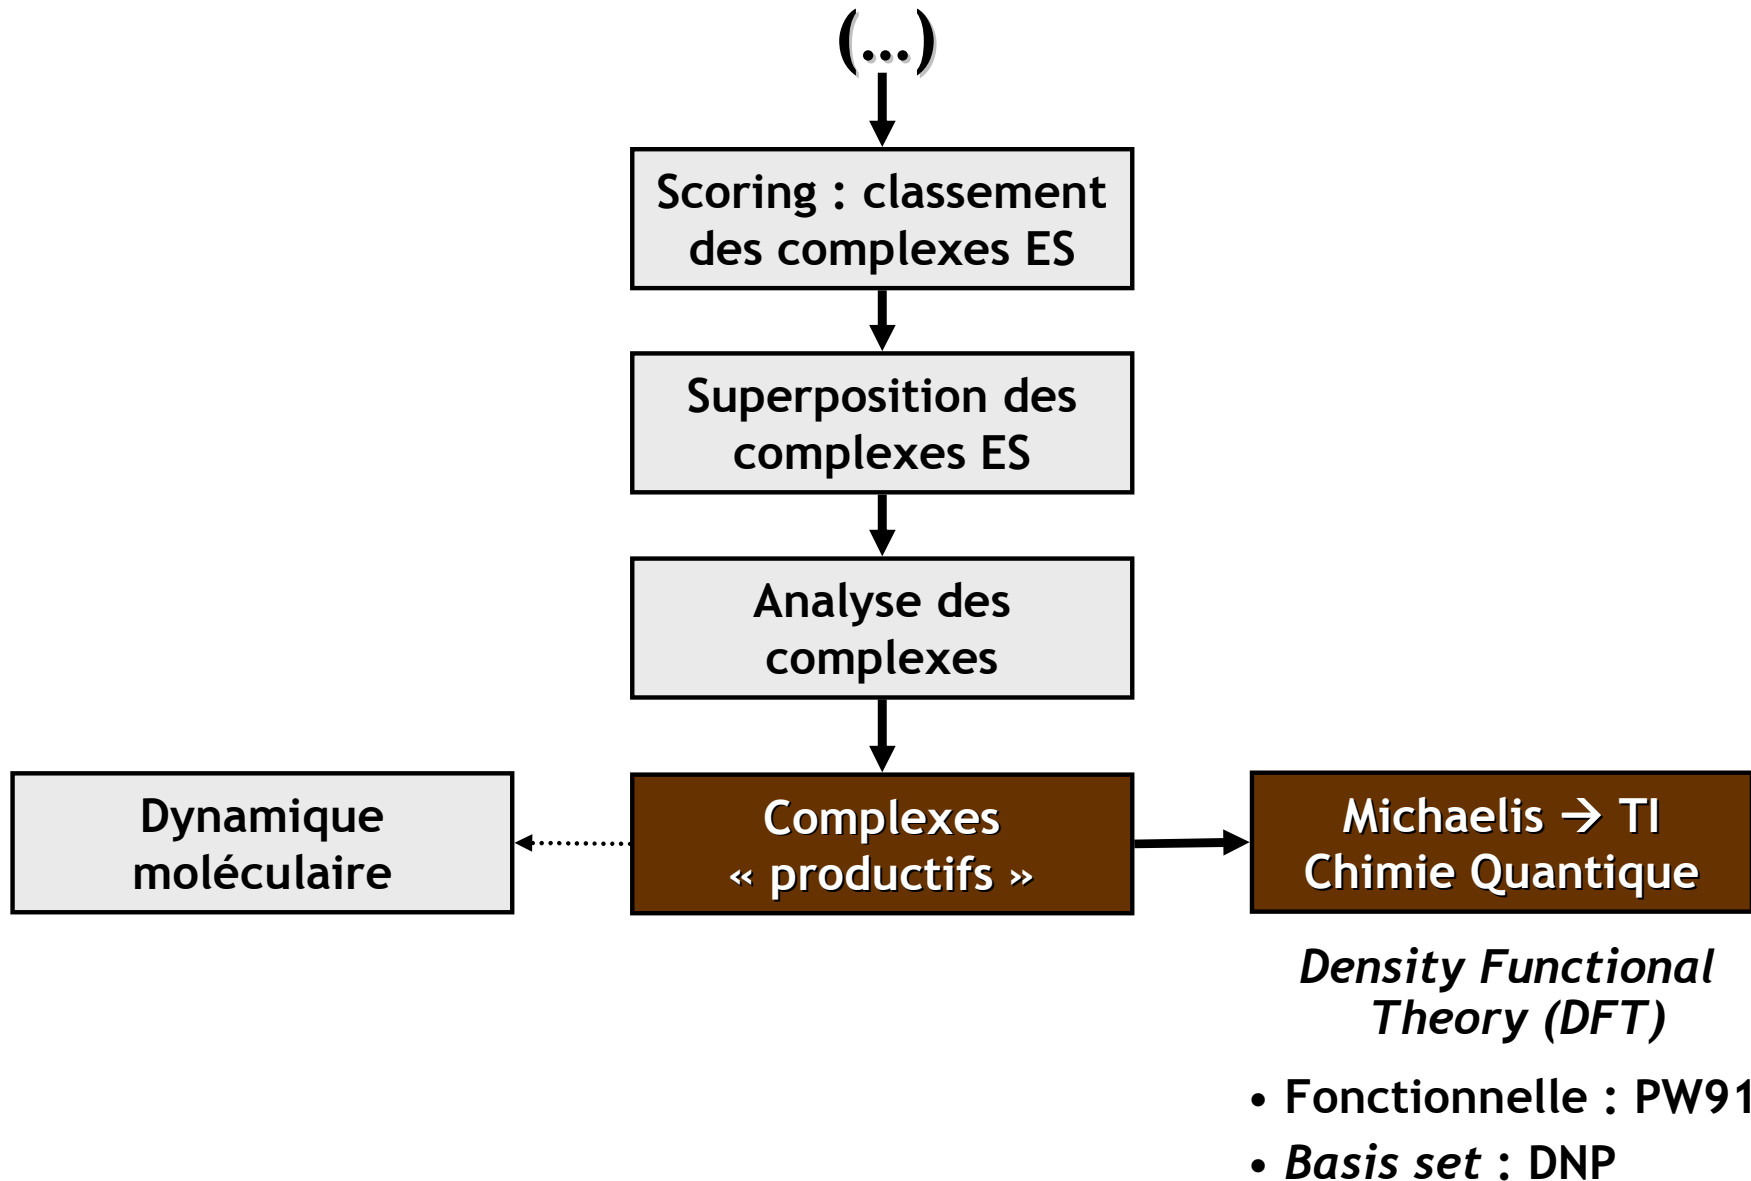 (...)
Scoring : classement
des complexes ES
Superposition des
complexes ES
Analyse des
complexes
Dynamique
moléculaire
Complexes
« productifs »
Michaelis → TI
Chimie Quantique
Density Functional
Theory (DFT)
• Fonctionnelle : PW91
• Basis set : DNP